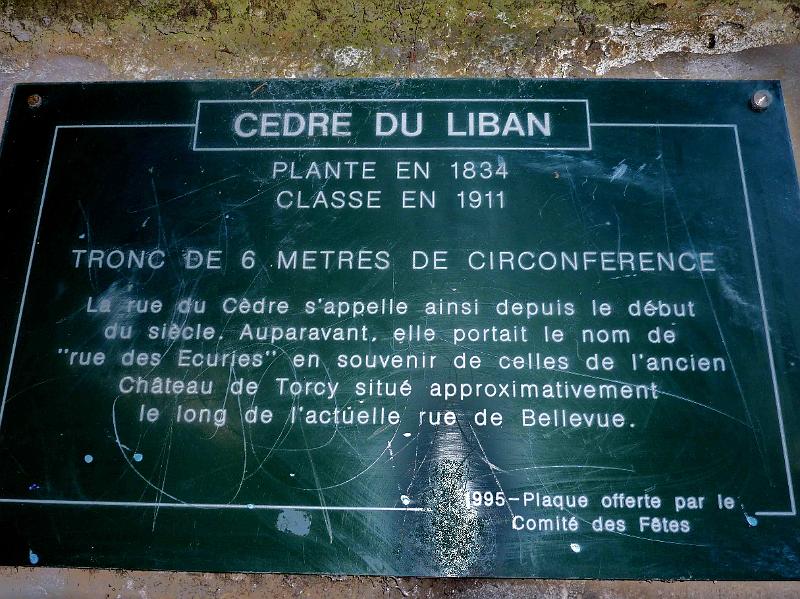 CEDRE DU LIBAN
PLANTE EN 1834
CLASSE EN 1911
TRONC DE 6 METRES DE CIRCONFERENCE
La rue du Cèdre s'appelle ainsi depuis le début
du siècle. Auparavant, elle portait le nom de
"rue des Ecuries" en souvenir de celles de l'ancien
Château de Torcy situé approximativement
le long de l'actuelle rue de Bellevue.
1995-Plaque offerte par le
Comité des Fêtes